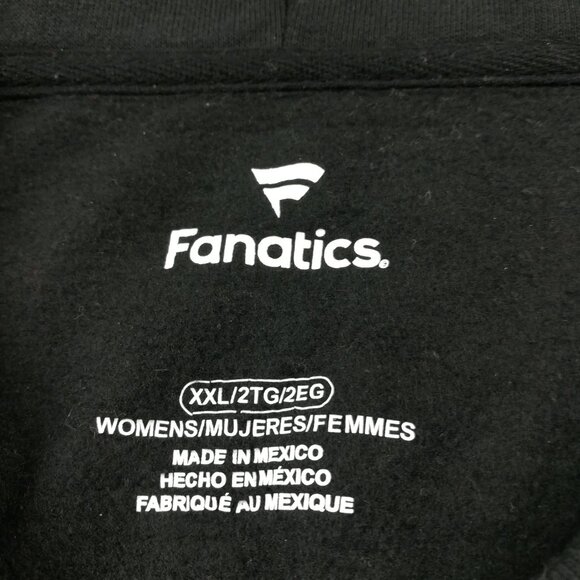 Fanatics.
XXL/2TG/2EG
WOMENS/MUJERES/FEMMES
MADE IN MEXICO
HECHO EN MÉXICO
FABRIQUÉ AU MEXIQUE